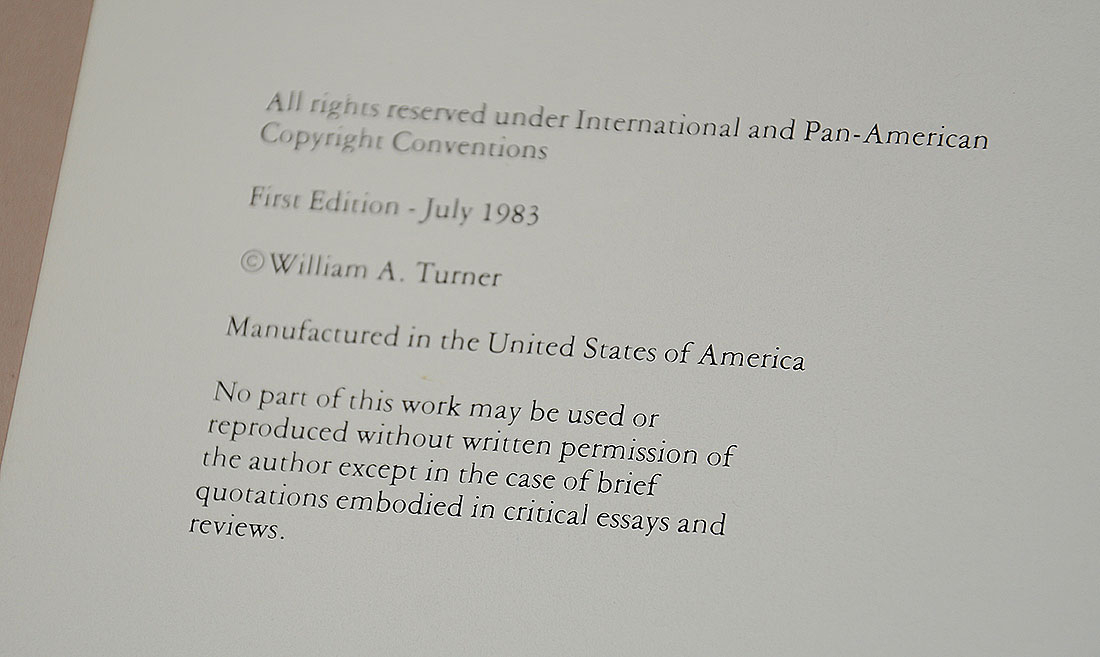 All rights reserved under International and Pan-American
Copyright Conventions
First Edition - July 1983
©William A. Turner
Manufactured in the United States of America
No part of this work may be used or
reproduced without written permission of
the author except in the case of brief
quotations embodied in critical essays and
reviews.